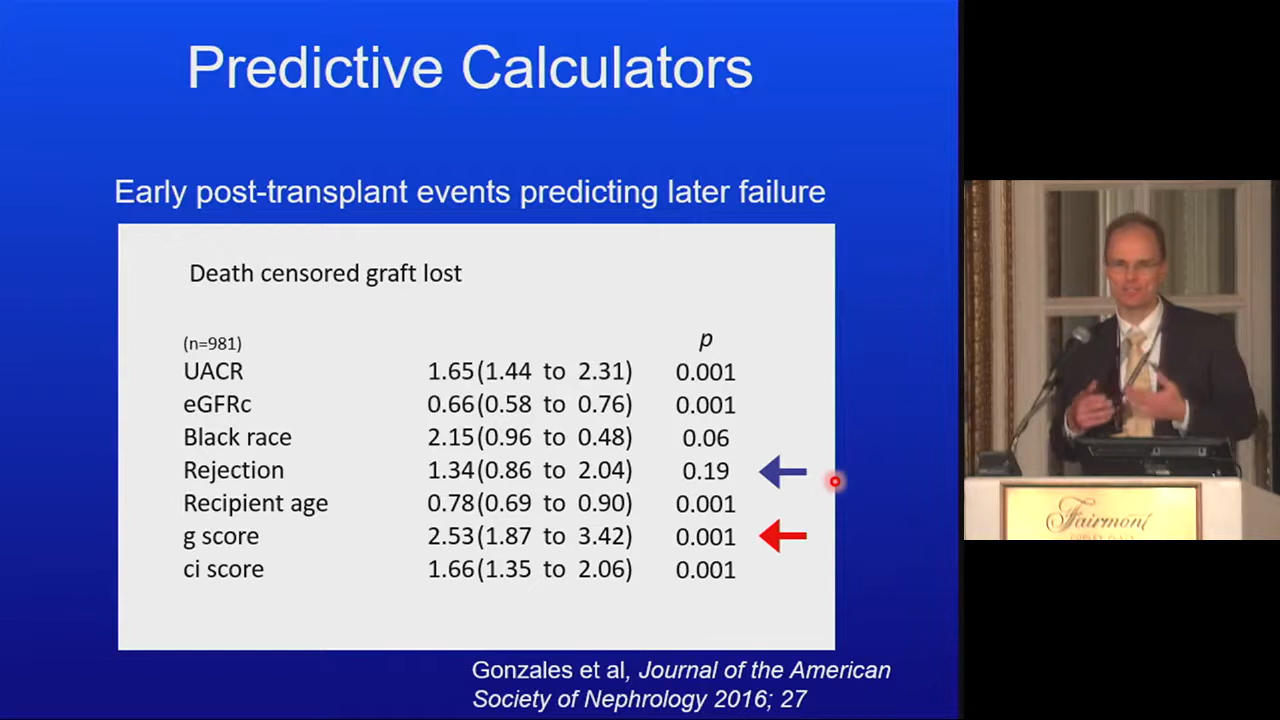 Predictive Calculators
Early post-transplant events predicting later failure
Death censored graft lost
(n=981) p
UACR 1.65(1.44 to 2.31) 0.001
eGFRc 0.66(0.58 to 0.76) 0.001
Black race 2.15(0.96 to 0.48) 0.06
Rejection 1.34(0.86 to 2.04) 0.19
Recipient age 0.78(0.69 to 0.90) 0.001
g score 2.53(1.87 to 3.42) 0.001
ci score 1.66(1.35 to 2.06) 0.001
Gonzales et al, Journal of the American
Society of Nephrology 2016; 27
Fairmont